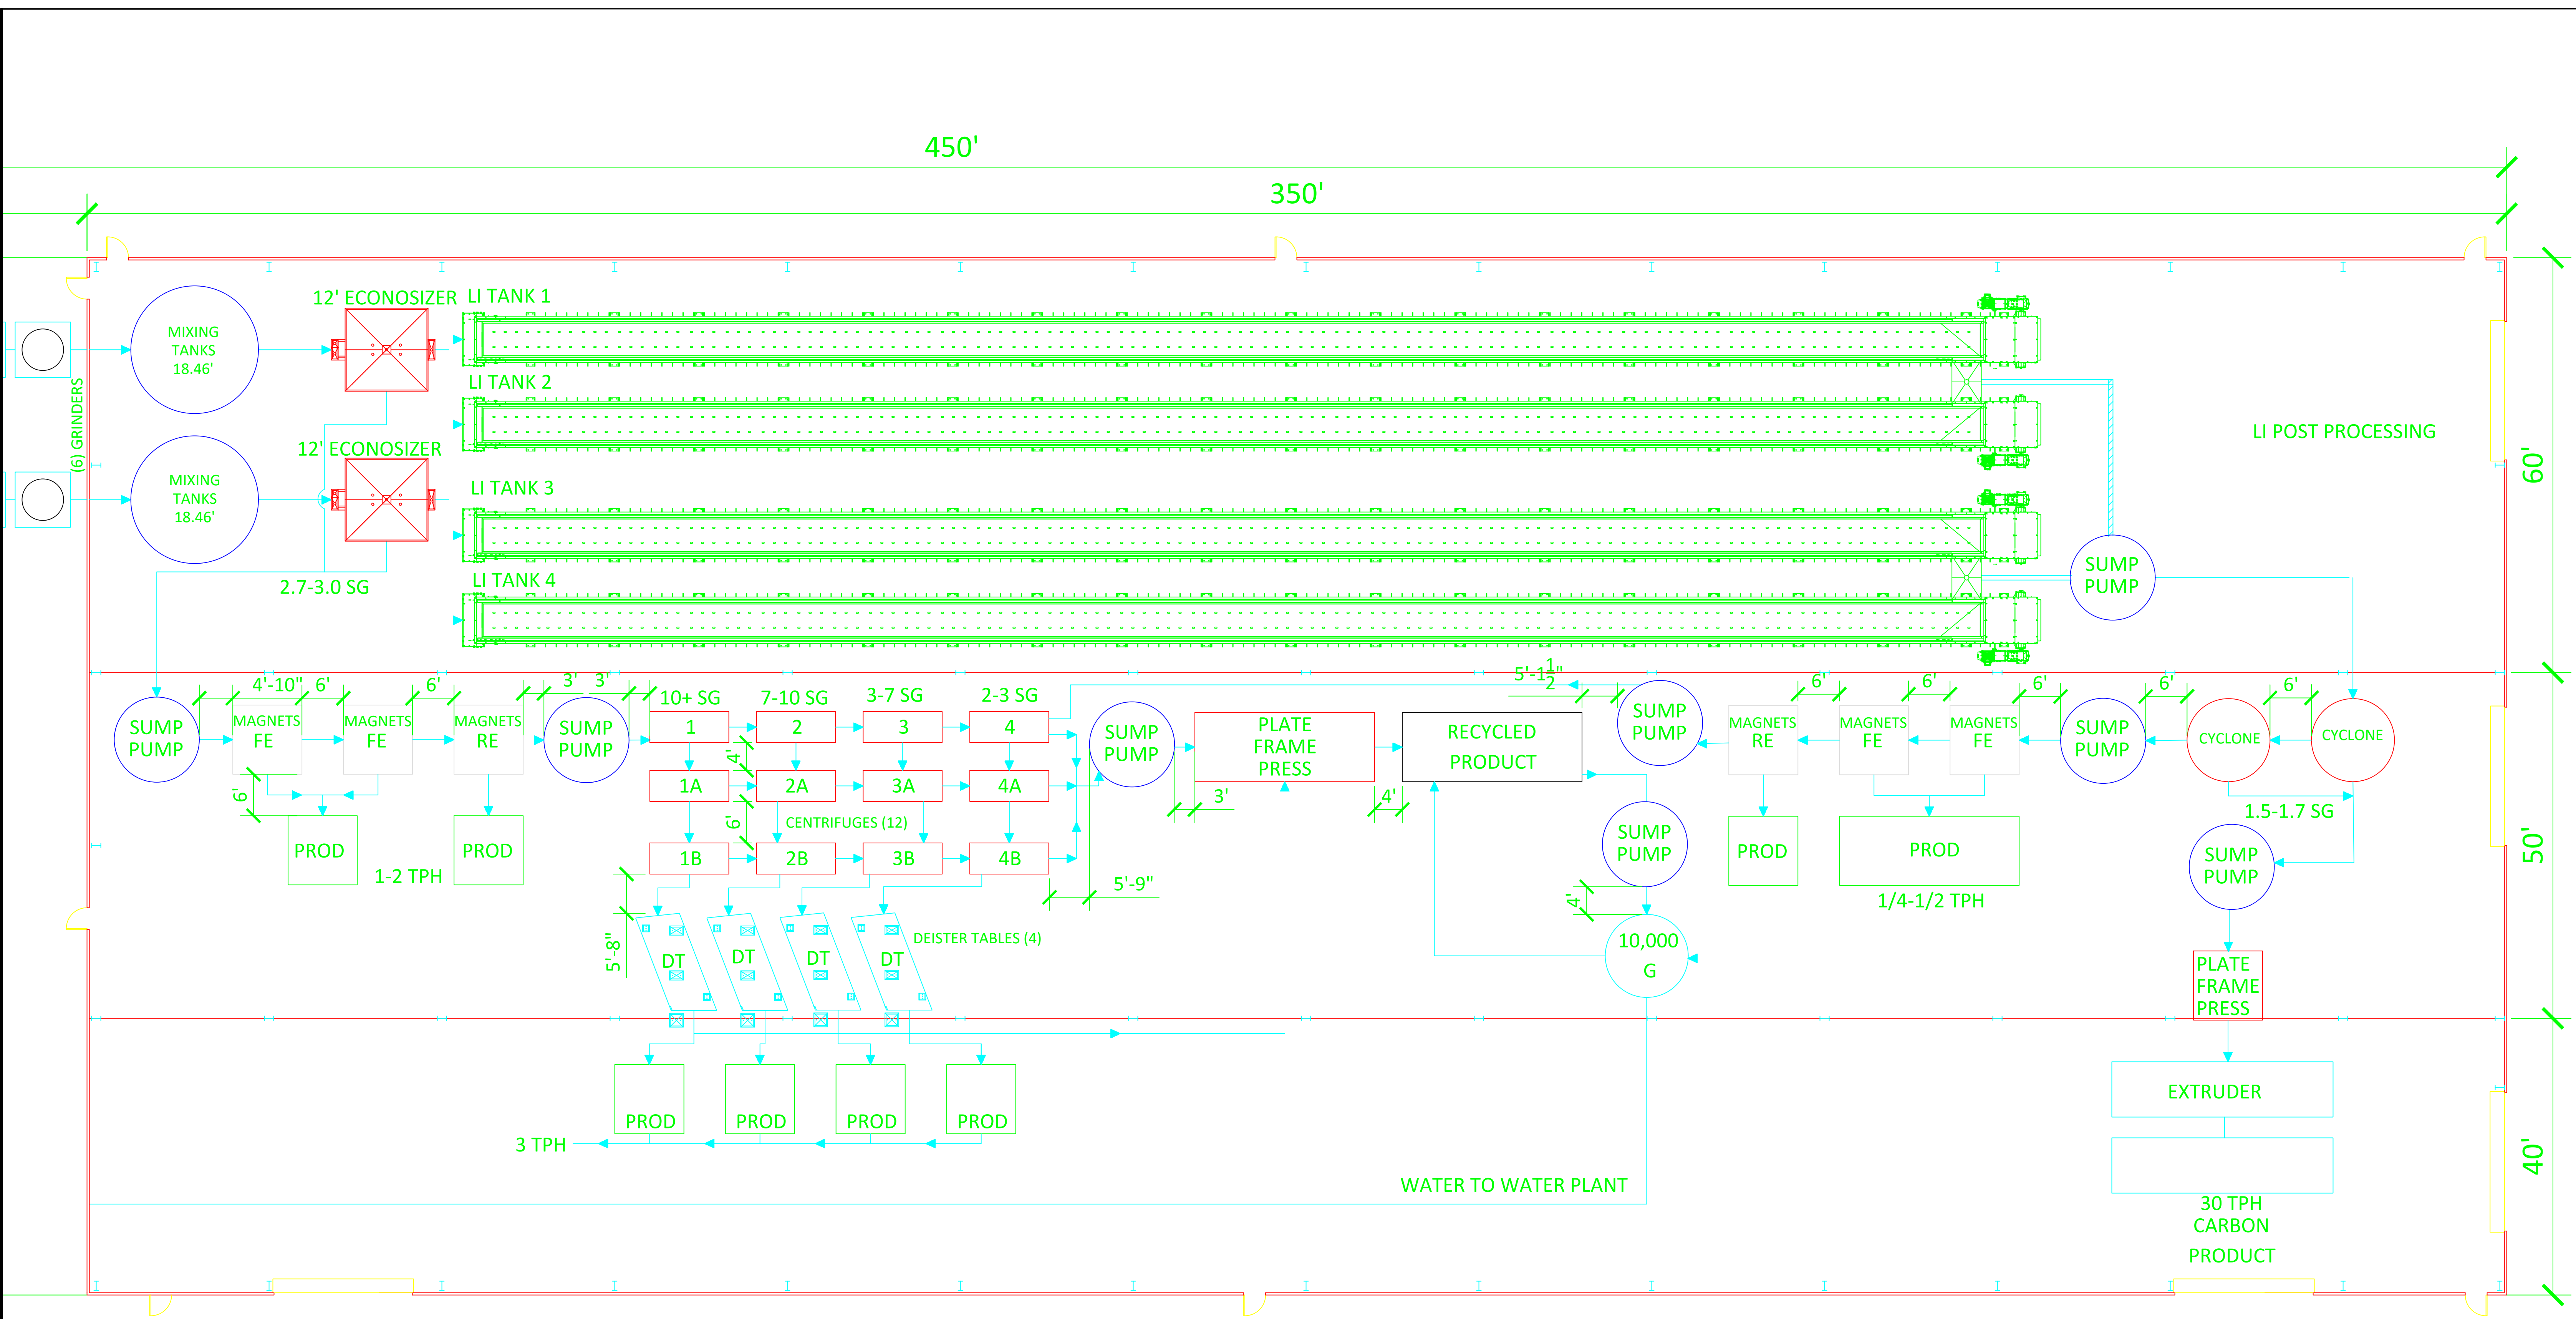 450'
350'
12' ECONOSIZER
LI TANK 1
MIXING
TANKS
18.46'
LI TANK 2
(6) GRINDERS
12' ECONOSIZER
LI TANK 3
MIXING
TANKS
18.46'
LI TANK 4
2.7-3.0 SG
LI POST PROCESSING
60'
SUMP
PUMP
SUMP
PUMP
4'-10"
6'
6'
3'
3'
MAGNETS
FE
MAGNETS
FE
MAGNETS
RE
6'
PROD
PROD
1-2 TPH
SUMP
PUMP
10+ SG
7-10 SG
3-7 SG
2-3 SG
1
2
3
4
4'
1A
2A
3A
4A
6'
CENTRIFUGES (12)
1B
2B
3B
4B
5'-9"
5'-8"
DT
DT
DT
DT
DEISTER TABLES (4)
PROD
PROD
PROD
PROD
3 TPH
SUMP
PUMP
3'
PLATE
FRAME
PRESS
4'
RECYCLED
PRODUCT
5'-1 1/2"
SUMP
PUMP
SUMP
PUMP
4'
10,000
G
WATER TO WATER PLANT
6'
6'
6'
6'
6'
MAGNETS
RE
MAGNETS
FE
MAGNETS
FE
SUMP
PUMP
CYCLONE
CYCLONE
PROD
PROD
1/4-1/2 TPH
1.5-1.7 SG
SUMP
PUMP
PLATE
FRAME
PRESS
EXTRUDER
30 TPH
CARBON
PRODUCT
50'
40'